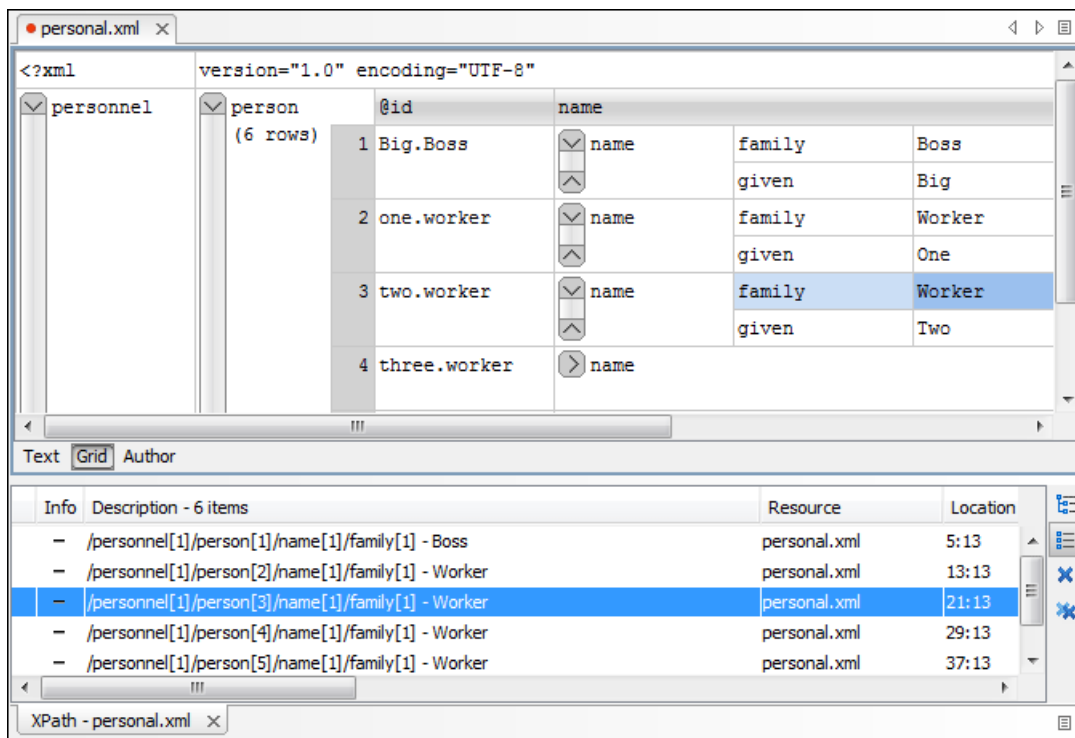 personal.xml
<?xml version="1.0" encoding="UTF-8"
personnel person @id name
(6 rows) 1 Big.Boss name family Boss
given Big
2 one.worker name family Worker
given One
3 two.worker name family Worker
given Two
4 three.worker name
Text Grid Author
Info Description - 6 items Resource Location
– /personnel[1]/person[1]/name[1]/family[1] - Boss personal.xml 5:13
– /personnel[1]/person[2]/name[1]/family[1] - Worker personal.xml 13:13
– /personnel[1]/person[3]/name[1]/family[1] - Worker personal.xml 21:13
– /personnel[1]/person[4]/name[1]/family[1] - Worker personal.xml 29:13
– /personnel[1]/person[5]/name[1]/family[1] - Worker personal.xml 37:13
XPath - personal.xml